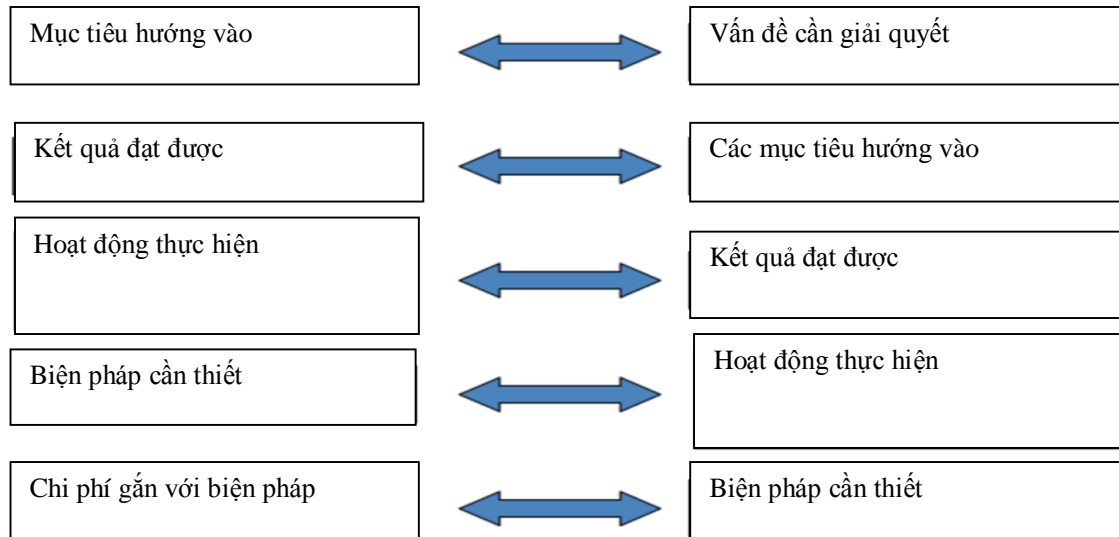 Mục tiêu hướng vào
Vấn đề cần giải quyết
Kết quả đạt được
Các mục tiêu hướng vào
Hoạt động thực hiện
Kết quả đạt được
Biện pháp cần thiết
Hoạt động thực hiện
Chi phí gắn với biện pháp
Biện pháp cần thiết